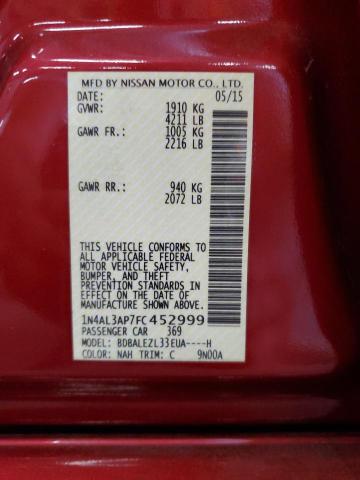 MFD BY NISSAN MOTOR CO., LTD.
DATE: 05/15
GVWR: 1910 KG
4211 LB
GAWR FR.: 1005 KG
2216 LB
GAWR RR.: 940 KG
2072 LB
THIS VEHICLE CONFORMS TO
ALL APPLICABLE FEDERAL
MOTOR VEHICLE SAFETY,
BUMPER, AND THEFT
PREVENTION STANDARDS IN
EFFECT ON THE DATE OF
MANUFACTURE SHOWN ABOVE.
1N4AL3AP7FC452999
PASSENGER CAR 369
MODEL: BDBALEZL33EUA----H
COLOR: NAH TRIM: C 9N00A